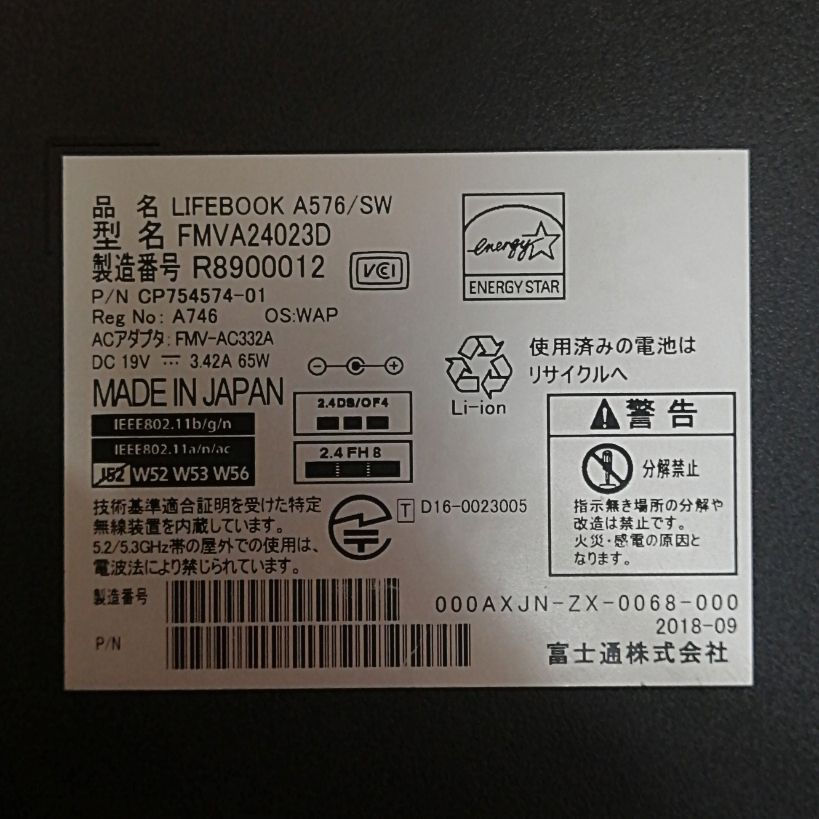 品 名 LIFEBOOK A576/SW
型 名 FMVA24023D
製造番号 R8900012
VCI
P/N CP754574-01
Reg No: A746 OS:WAP
ACアダプタ: FMV-AC332A
DC 19V ⎓ 3.42A 65W
MADE IN JAPAN
energy
ENERGY STAR
使用済みの電池は
リサイクルへ
Li-ion
IEEE802.11b/g/n
IEEE802.11a/n/ac
J52 W52 W53 W56
2.4DS/OF4
2.4FH8
警告
分解禁止
指示無き場所の分解や
改造は禁止です。
火災・感電の原因と
なります。
技術基準適合証明を受けた特定
無線装置を内蔵しています。
5.2/5.3GHz帯の屋外での使用は、
電波法により禁じられています。
T D16-0023005
製造番号
P/N
000AXJN-ZX-0068-000
2018-09
富士通株式会社